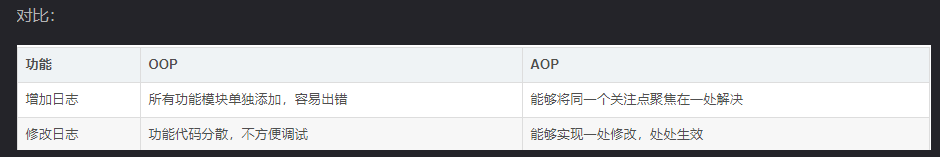 对比：
功能 OOP AOP
增加日志 所有功能模块单独添加，容易出错 能够将同一个关注点聚焦在一处解决
修改日志 功能代码分散，不方便调试 能够实现一处修改，处处生效